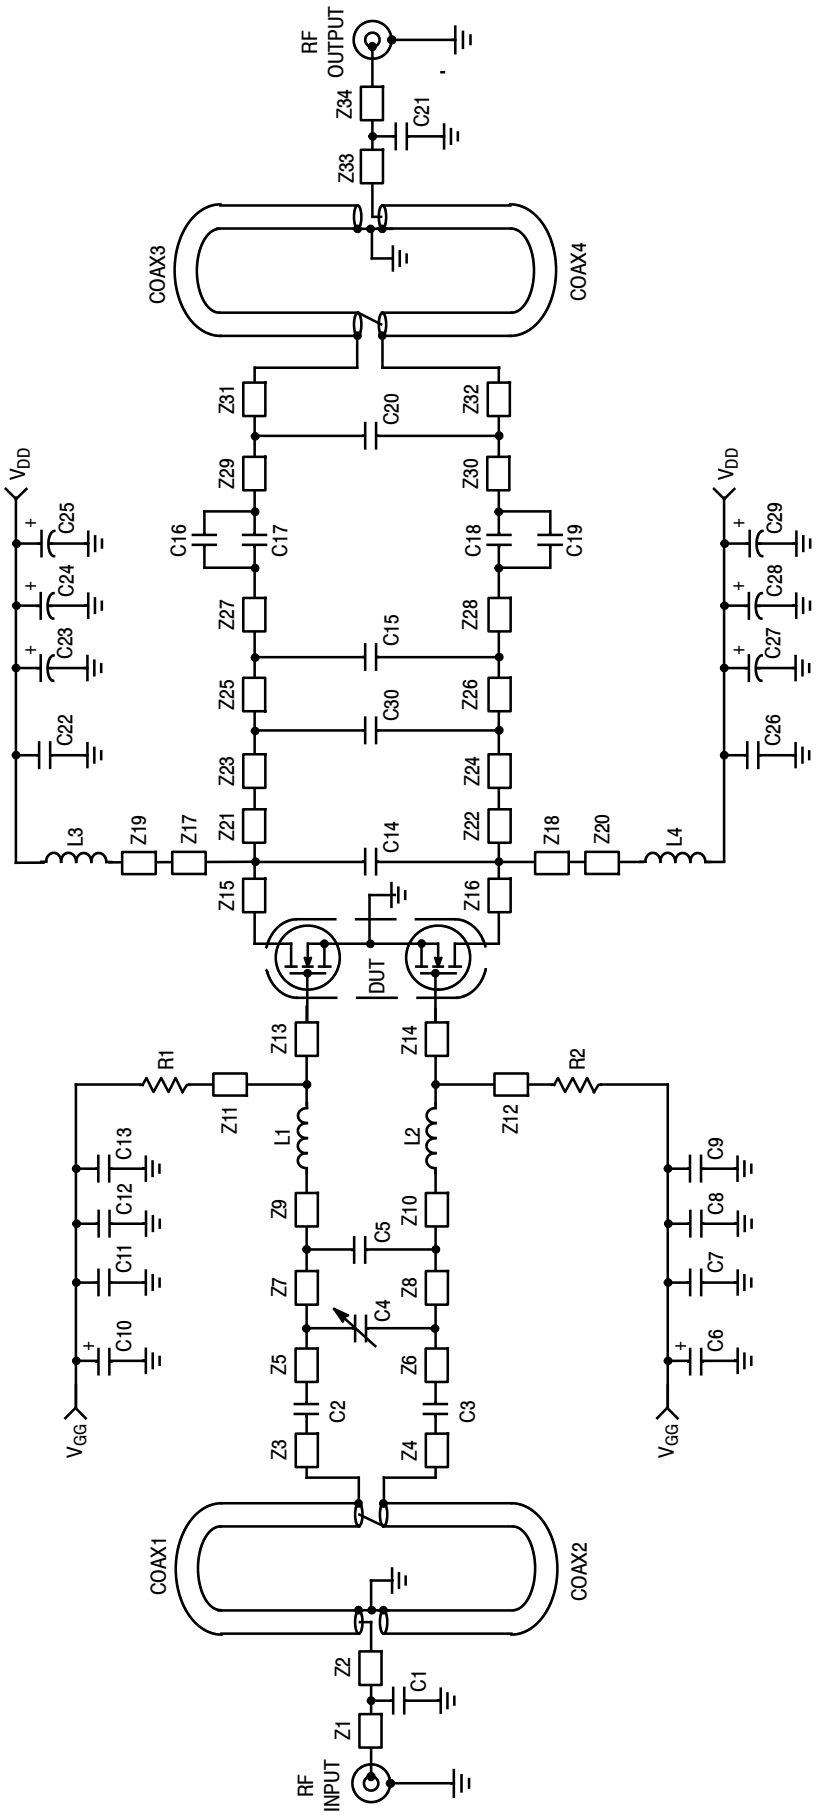 RF
INPUT
Z1
C1
Z2
COAX1
COAX2
Z3
Z4
C2
C3
Z5
Z6
C4
Z7
Z8
C5
Z9
Z10
L1
L2
VGG
+
C10
C11
C12
C13
R1
Z11
VGG
+
C6
C7
C8
C9
R2
Z12
Z13
Z14
DUT
Z15
Z16
C14
Z17
Z19
L3
Z18
Z20
L4
C22
+
C23
+
C24
+
C25
VDD
C26
+
C27
+
C28
+
C29
VDD
Z21
Z22
Z23
Z24
C30
Z25
Z26
C15
Z27
Z28
C16
C17
C18
C19
Z29
Z30
C20
Z31
Z32
COAX3
COAX4
Z33
C21
Z34
RF
OUTPUT